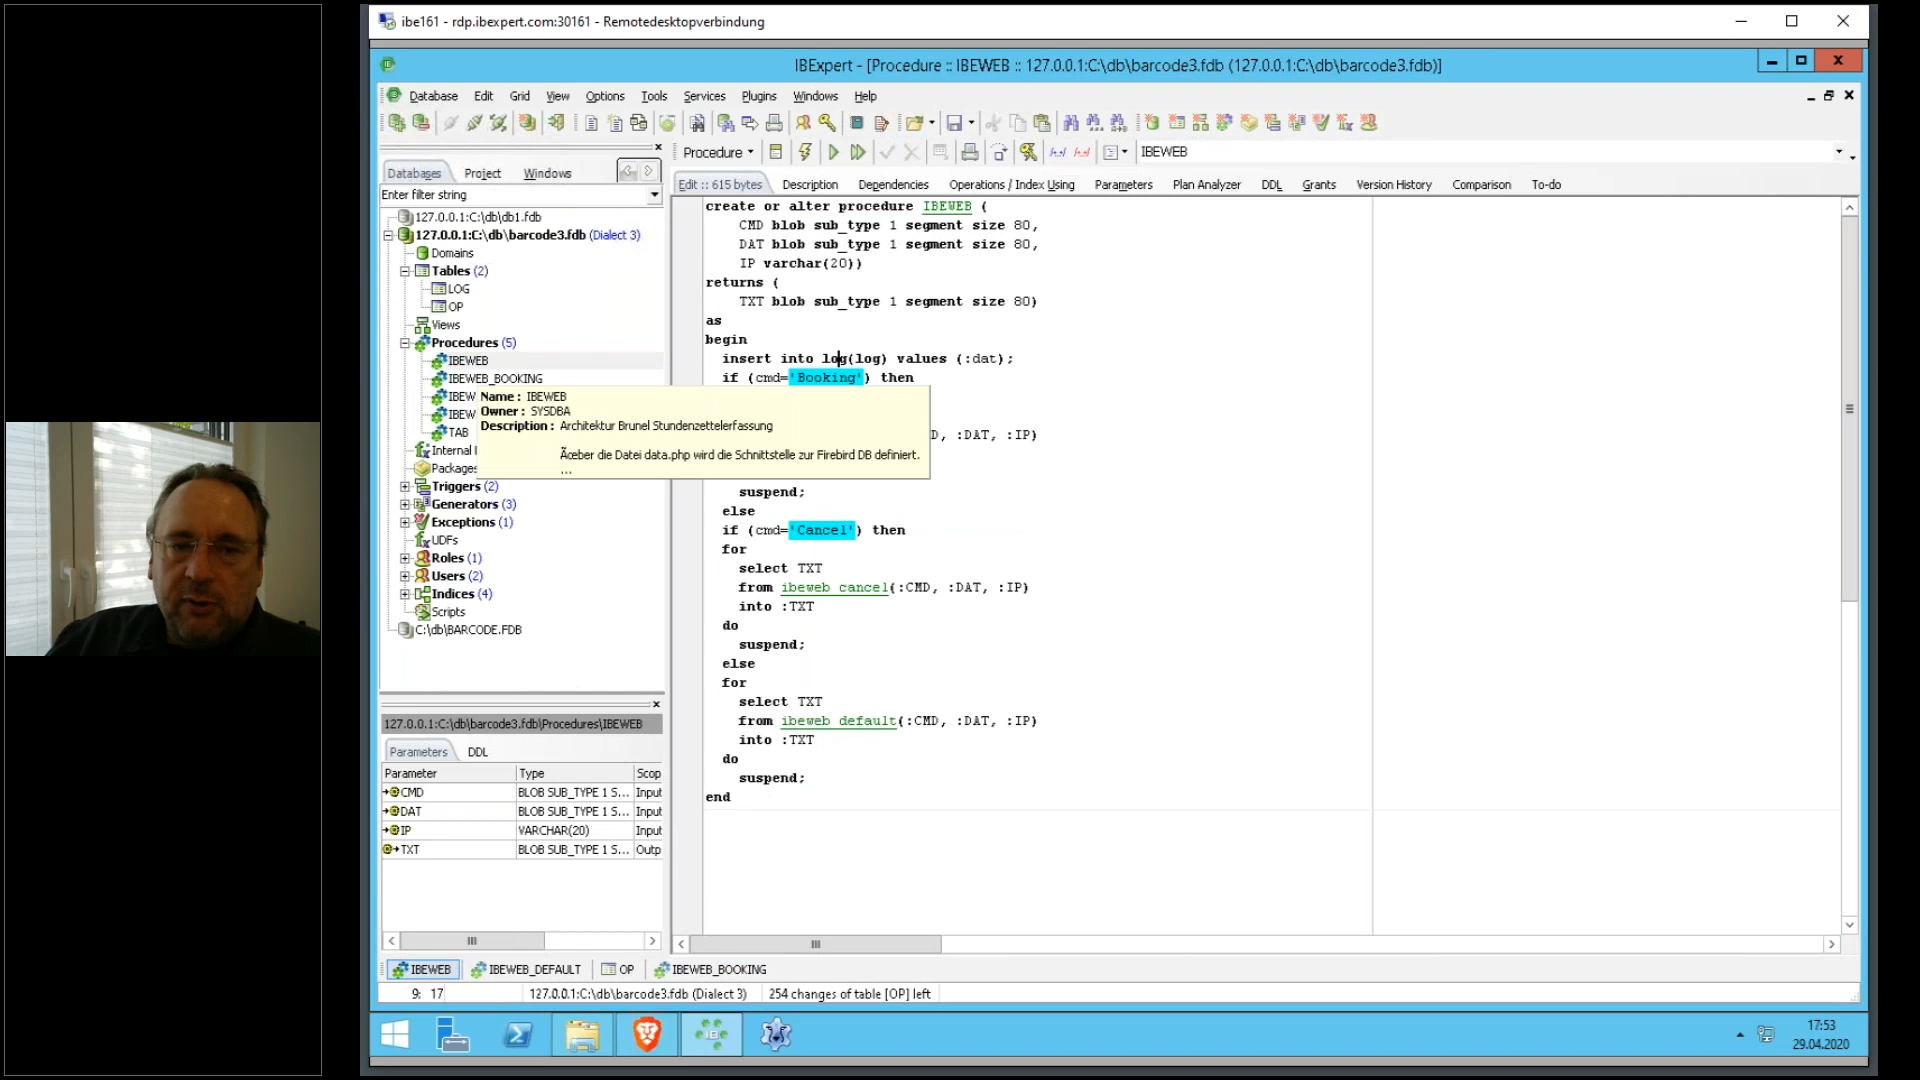 ibe161 - rdp.ibexpert.com:30161 - Remotedesktopverbindung
IBExpert - [Procedure :: IBEWEB :: 127.0.0.1:C:\db\barcode3.fdb (127.0.0.1:C:\db\barcode3.fdb)]
Database Edit Grid View Options Tools Services Plugins Windows Help
Procedure IBEWEB
Databases Project Windows
Enter filter string
127.0.0.1:C:\db\db1.fdb
127.0.0.1:C:\db\barcode3.fdb (Dialect 3)
Domains
Tables (2)
LOG
OP
Views
Procedures (5)
IBEWEB
IBEWEB_BOOKING
IBEW
IBEW
TAB
Internal
Packages
Triggers (2)
Generators (3)
Exceptions (1)
UDFs
Roles (1)
Users (2)
Indices (4)
Scripts
C:\db\BARCODE.FDB
Name : IBEWEB
Owner : SYSDBA
Description : Architektur Brunel Stundenzettelerfassung
Ãœber die Datei data.php wird die Schnittstelle zur Firebird DB definiert.
...
127.0.0.1:C:\db\barcode3.fdb\Procedures\IBEWEB
Parameters DDL
Parameter Type Scop
CMD BLOB SUB_TYPE 1 S... Input
DAT BLOB SUB_TYPE 1 S... Input
IP VARCHAR(20) Input
TXT BLOB SUB_TYPE 1 S... Outp
Edit :: 615 bytes Description Dependencies Operations / Index Using Parameters Plan Analyzer DDL Grants Version History Comparison To-do
create or alter procedure IBEWEB (
CMD blob sub_type 1 segment size 80,
DAT blob sub_type 1 segment size 80,
IP varchar(20))
returns (
TXT blob sub_type 1 segment size 80)
as
begin
insert into log(log) values (:dat);
if (cmd='Booking') then
D, :DAT, :IP)
suspend;
else
if (cmd='Cancel') then
for
select TXT
from ibeweb_cancel(:CMD, :DAT, :IP)
into :TXT
do
suspend;
else
for
select TXT
from ibeweb_default(:CMD, :DAT, :IP)
into :TXT
do
suspend;
end
IBEWEB IBEWEB_DEFAULT OP IBEWEB_BOOKING
9: 17 127.0.0.1:C:\db\barcode3.fdb (Dialect 3) 254 changes of table [OP] left
17:53
29.04.2020